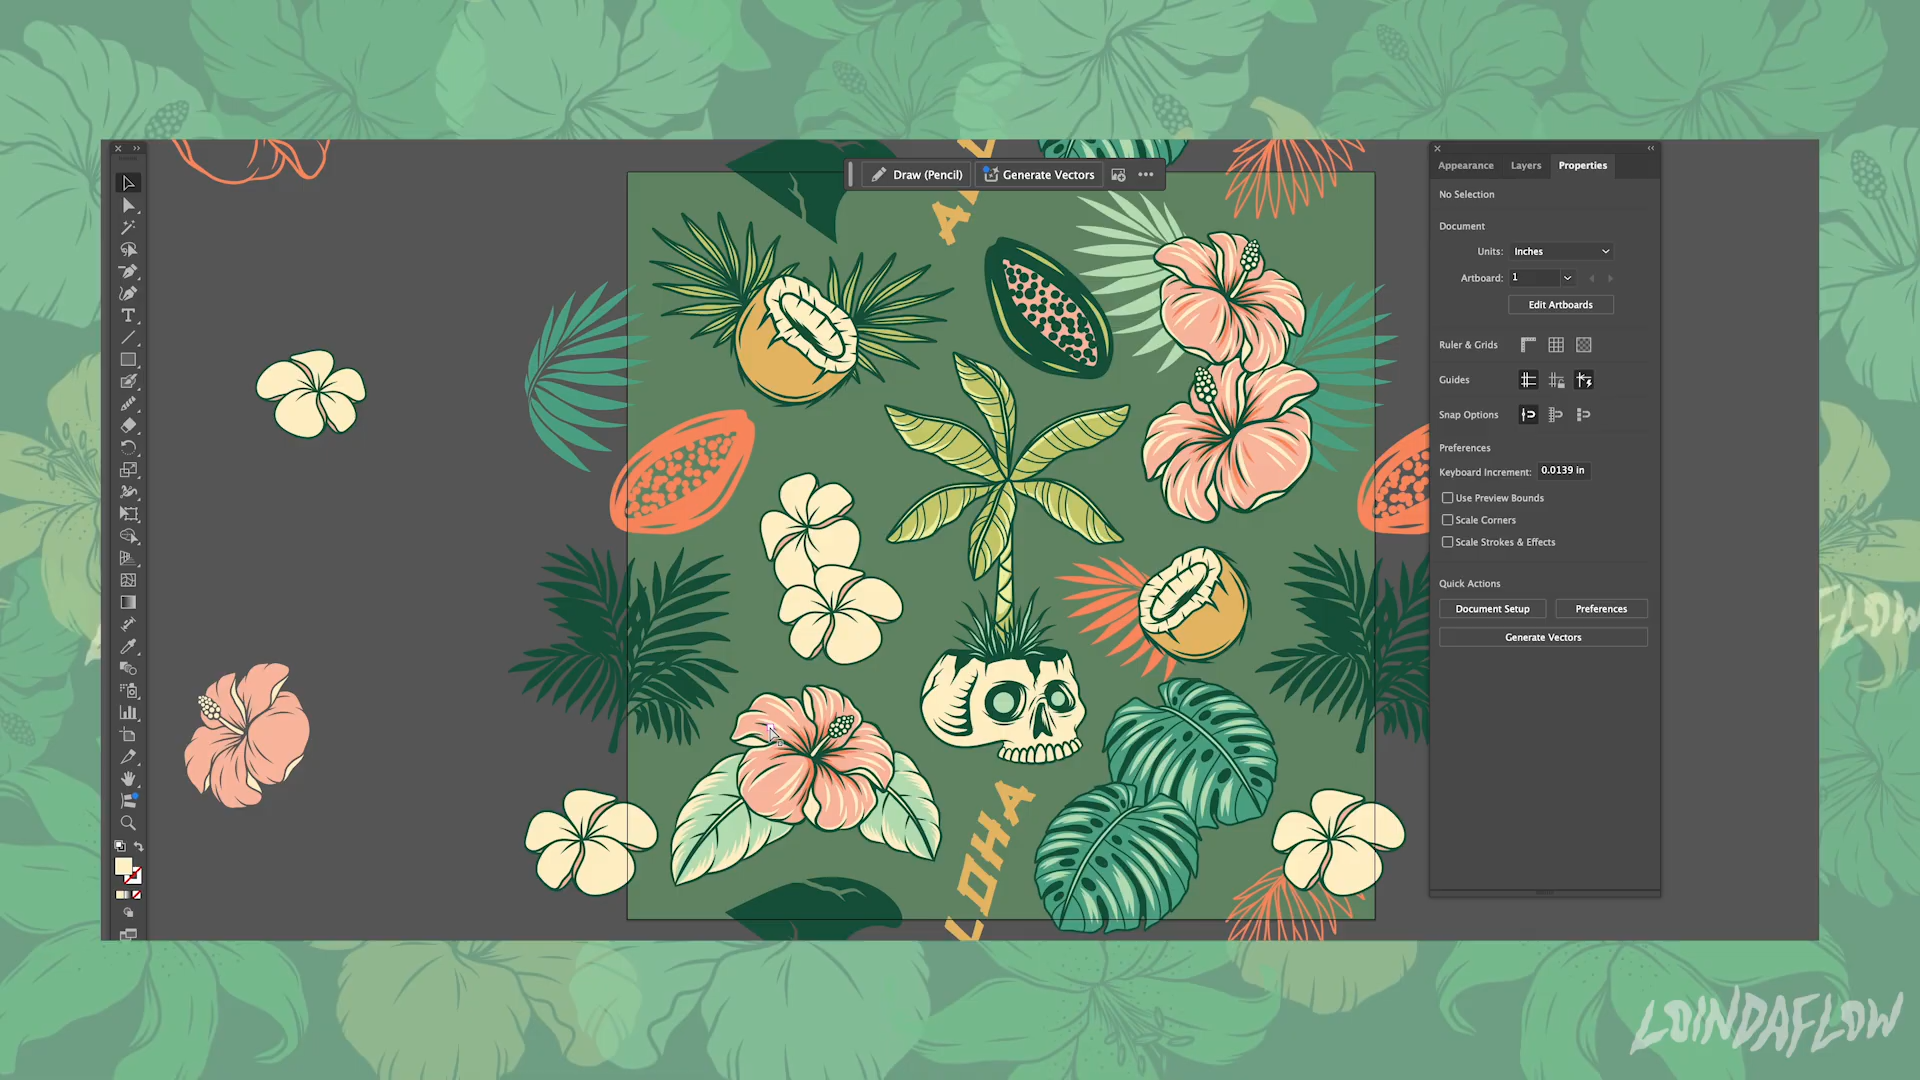 Draw (Pencil)
Generate Vectors
Appearance
Layers
Properties
No Selection
Document
Units:
Inches
Artboard:
1
Edit Artboards
Ruler & Grids
Guides
Snap Options
Preferences
Keyboard Increment:
0.0139 in
Use Preview Bounds
Scale Corners
Scale Strokes & Effects
Quick Actions
Document Setup
Preferences
Generate Vectors
LOHA
LOINDAFLOW